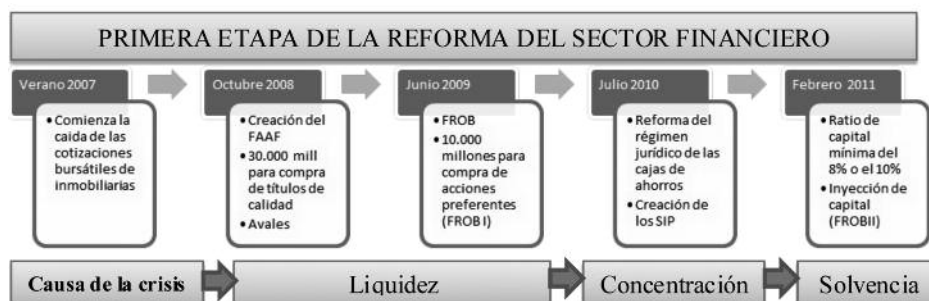 PRIMERA ETAPA DE LA REFORMA DEL SECTOR FINANCIERO
Verano 2007
• Comienza la
caida de las
cotizaciones
bursátiles de
inmobiliarias
Octubre 2008
• Creación del
FAAF
• 30.000 mill
para compra
de títulos de
calidad
• Avales
Junio 2009
• FROB
• 10.000
millones para
compra de
acciones
preferentes
(FROB I)
Julio 2010
• Reforma del
régimen
jurídico de las
cajas de
ahorros
• Creación de
los SIP
Febrero 2011
• Ratio de
capital
mínima del
8% o el 10%
• Inyección de
capital
(FROBII)
Causa de la crisis
Liquidez
Concentración
Solvencia